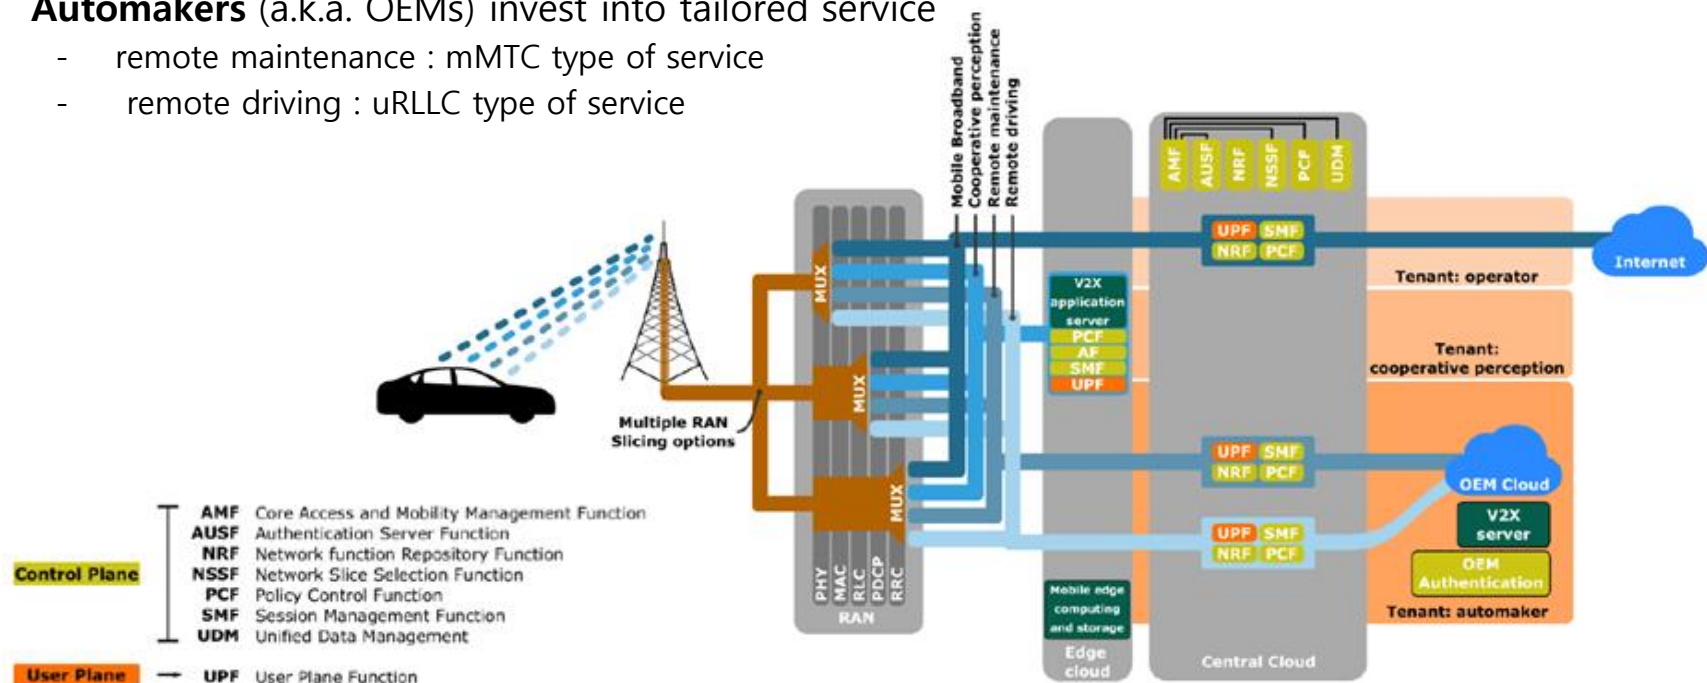 Automakers (a.k.a. OEMs) invest into tailored service
- remote maintenance : mMTC type of service
- remote driving : uRLLC type of service
Mobile Broadband
Cooperative perception
Remote maintenance
Remote driving
AMF
AUSF
NRF
NSSF
PCF
UDM
UPF SMF
NRF PCF
Internet
Tenant: operator
MUX
V2X
application
server
PCF
AF
SMF
UPF
Tenant:
cooperative perception
MUX
Multiple RAN
Slicing options
UPF SMF
NRF PCF
OEM Cloud
MUX
V2X
server
UPF SMF
NRF PCF
OEM
Authentication
Tenant: automaker
PHY
MAC
RLC
PDCP
RRC
RAN
Mobile edge
computing
and storage
Edge
cloud
Central Cloud
Control Plane
AMF Core Access and Mobility Management Function
AUSF Authentication Server Function
NRF Network function Repository Function
NSSF Network Slice Selection Function
PCF Policy Control Function
SMF Session Management Function
UDM Unified Data Management
User Plane
UPF User Plane Function